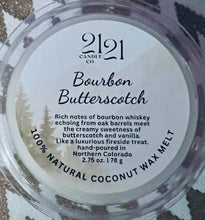 21 21
CANDLE
CO.
Bourbon
Butterscotch
Rich notes of bourbon whiskey
echoing from oak barrels meet
the creamy sweetness of
butterscotch and vanilla.
Like a luxurious fireside treat.
hand-poured in
Northern Colorado
2.75 oz. | 78 g
100% NATURAL COCONUT WAX MELT